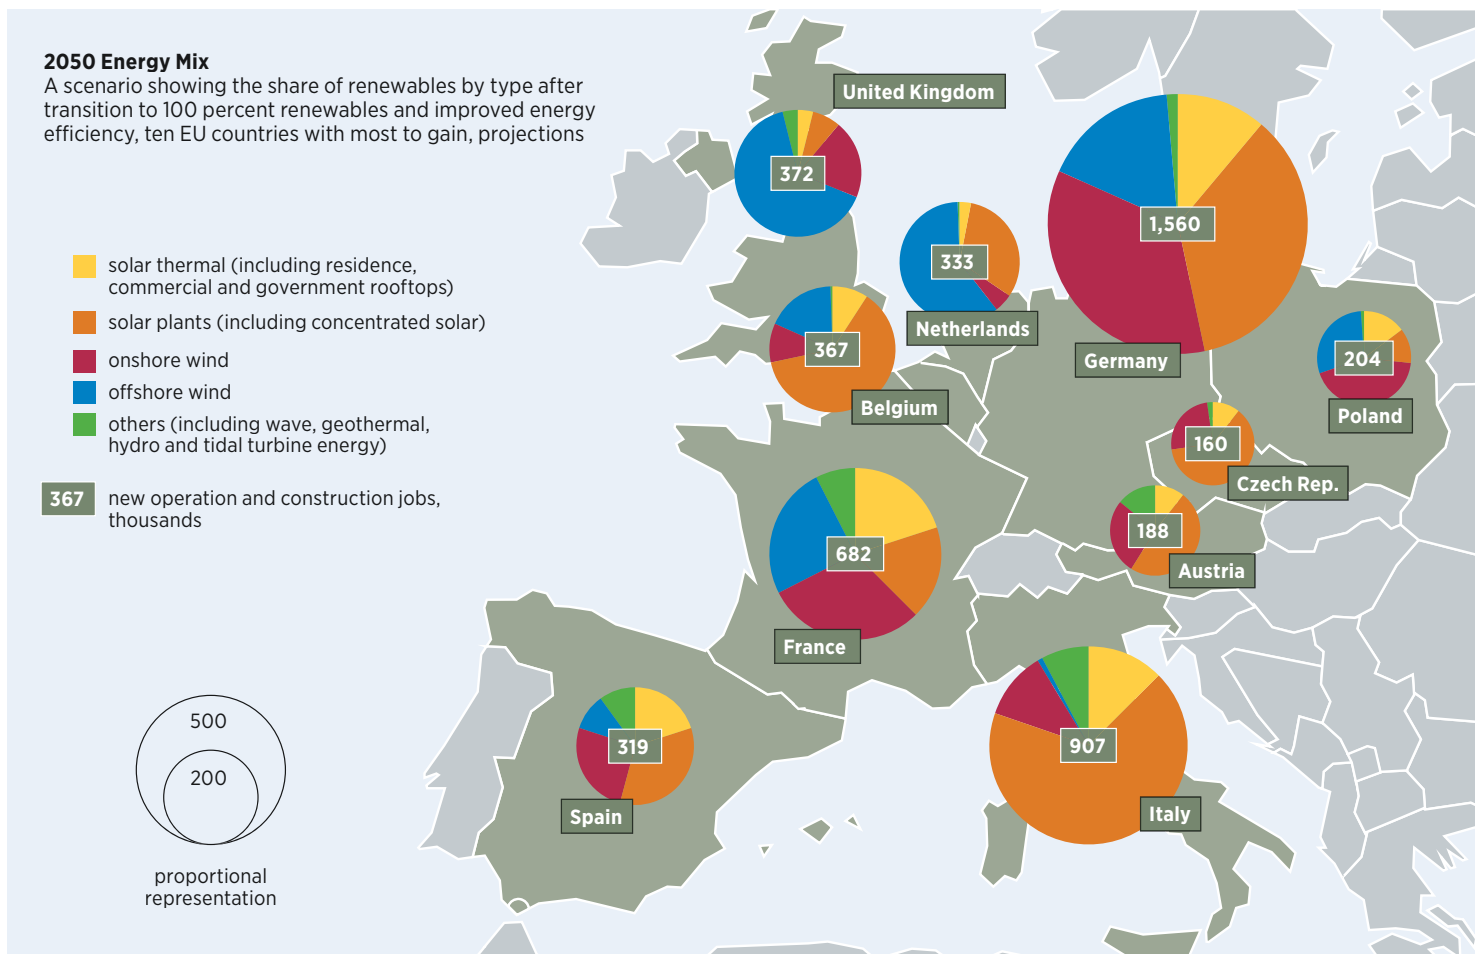 2050 Energy Mix
A scenario showing the share of renewables by type after
transition to 100 percent renewables and improved energy
efficiency, ten EU countries with most to gain, projections
solar thermal (including residence,
commercial and government rooftops)
solar plants (including concentrated solar)
onshore wind
offshore wind
others (including wave, geothermal,
hydro and tidal turbine energy)
367
new operation and construction jobs,
thousands
500
200
proportional
representation
United Kingdom
372
333
Netherlands
1,560
Germany
367
Belgium
204
Poland
160
Czech Rep.
188
Austria
682
France
319
Spain
907
Italy